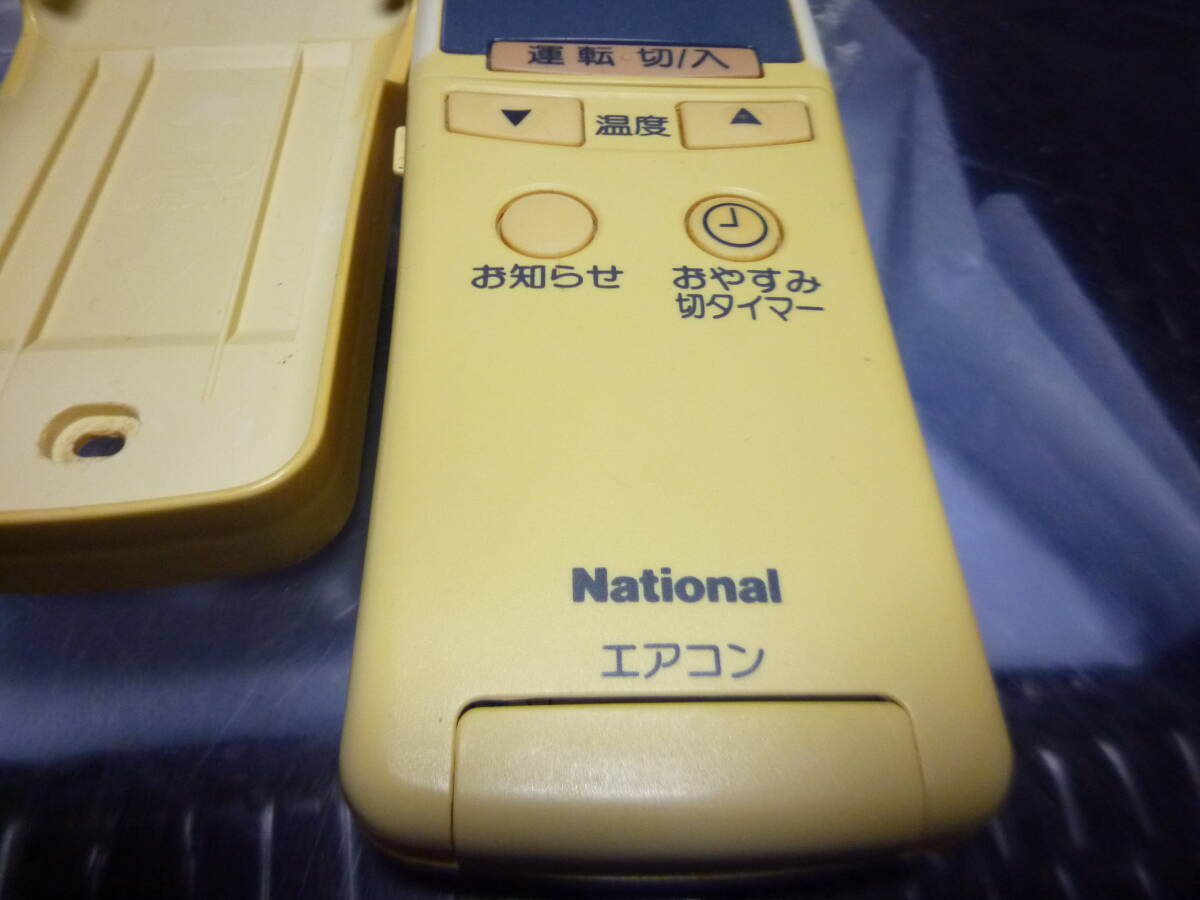 運転 切/入
▼ 温度 ▲
お知らせ
おやすみ
切タイマー
National
エアコン